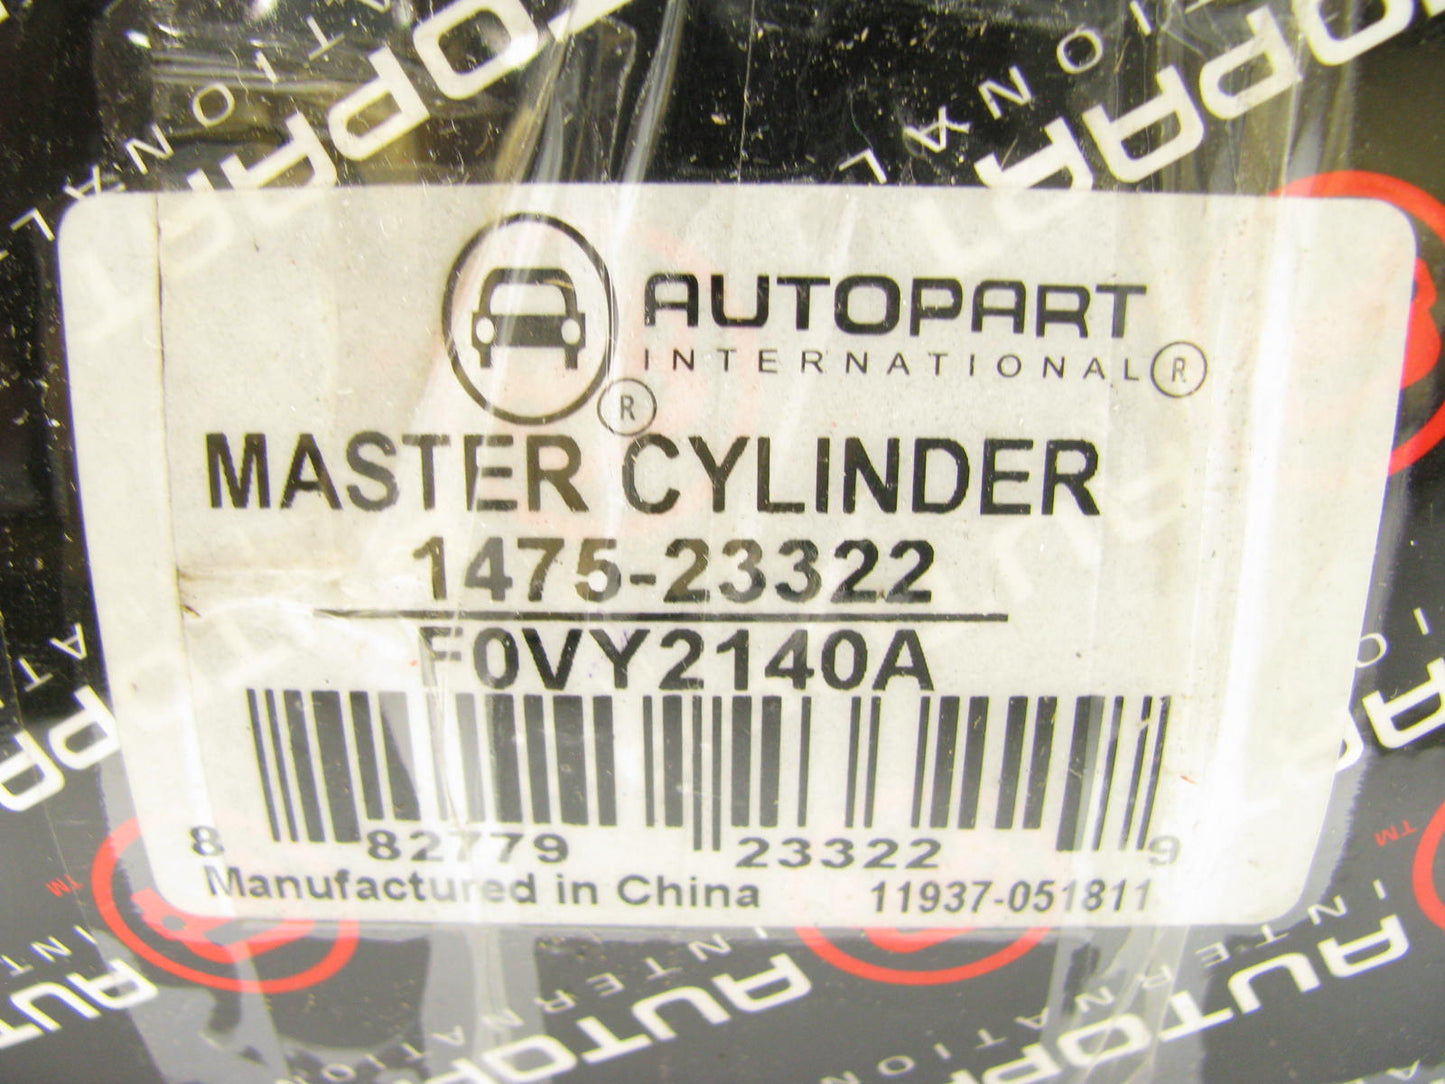 AUTOPART
INTERNATIONAL®
®
MASTER CYLINDER
1475-23322
F0VY2140A
8 82779 23322 9
Manufactured in China 11937-051811